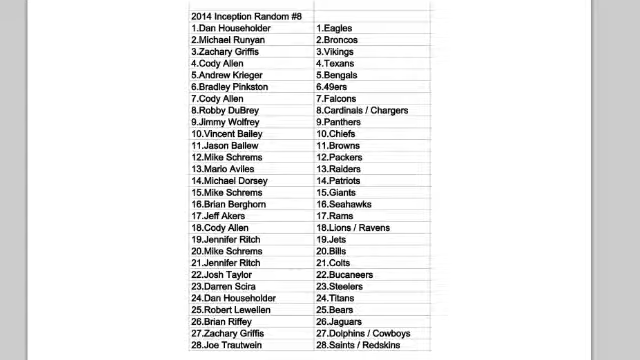 2014 Inception Random #8
1.Dan Householder 1.Eagles
2.Michael Runyan 2.Broncos
3.Zachary Griffis 3.Vikings
4.Cody Allen 4.Texans
5.Andrew Krieger 5.Bengals
6.Bradley Pinkston 6.49ers
7.Cody Allen 7.Falcons
8.Robby DuBrey 8.Cardinals / Chargers
9.Jimmy Wolfrey 9.Panthers
10.Vincent Bailey 10.Chiefs
11.Jason Ballew 11.Browns
12.Mike Schrems 12.Packers
13.Mario Aviles 13.Raiders
14.Michael Dorsey 14.Patriots
15.Mike Schrems 15.Giants
16.Brian Berghorn 16.Seahawks
17.Jeff Akers 17.Rams
18.Cody Allen 18.Lions / Ravens
19.Jennifer Ritch 19.Jets
20.Mike Schrems 20.Bills
21.Jennifer Ritch 21.Colts
22.Josh Taylor 22.Bucaneers
23.Darren Scira 23.Steelers
24.Dan Householder 24.Titans
25.Robert Lewellen 25.Bears
26.Brian Riffey 26.Jaguars
27.Zachary Griffis 27.Dolphins / Cowboys
28.Joe Trautwein 28.Saints / Redskins